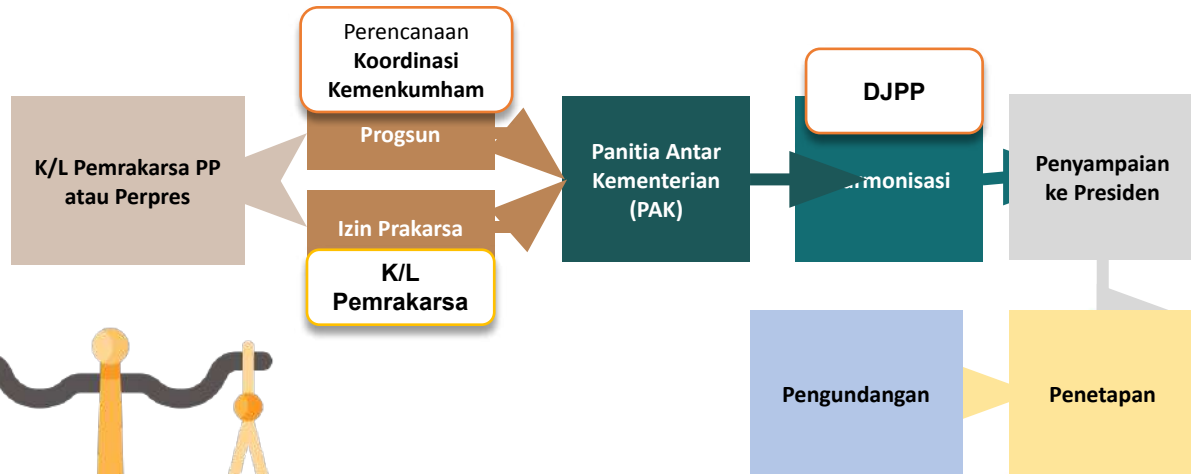 K/L Pemrakarsa PP
atau Perpres
Perencanaan
Koordinasi
Kemenkumham
Progsun
Izin Prakarsa
K/L
Pemrakarsa
Panitia Antar
Kementerian
(PAK)
DJPP
armonisasi
Penyampaian
ke Presiden
Pengundangan
Penetapan